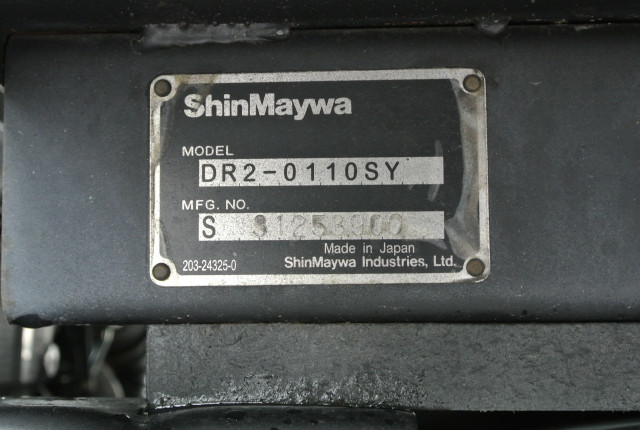 ShinMaywa
MODEL
DR2-0110SY
MFG. NO.
S
Made in Japan
203-24325-0
ShinMaywa Industries, Ltd.